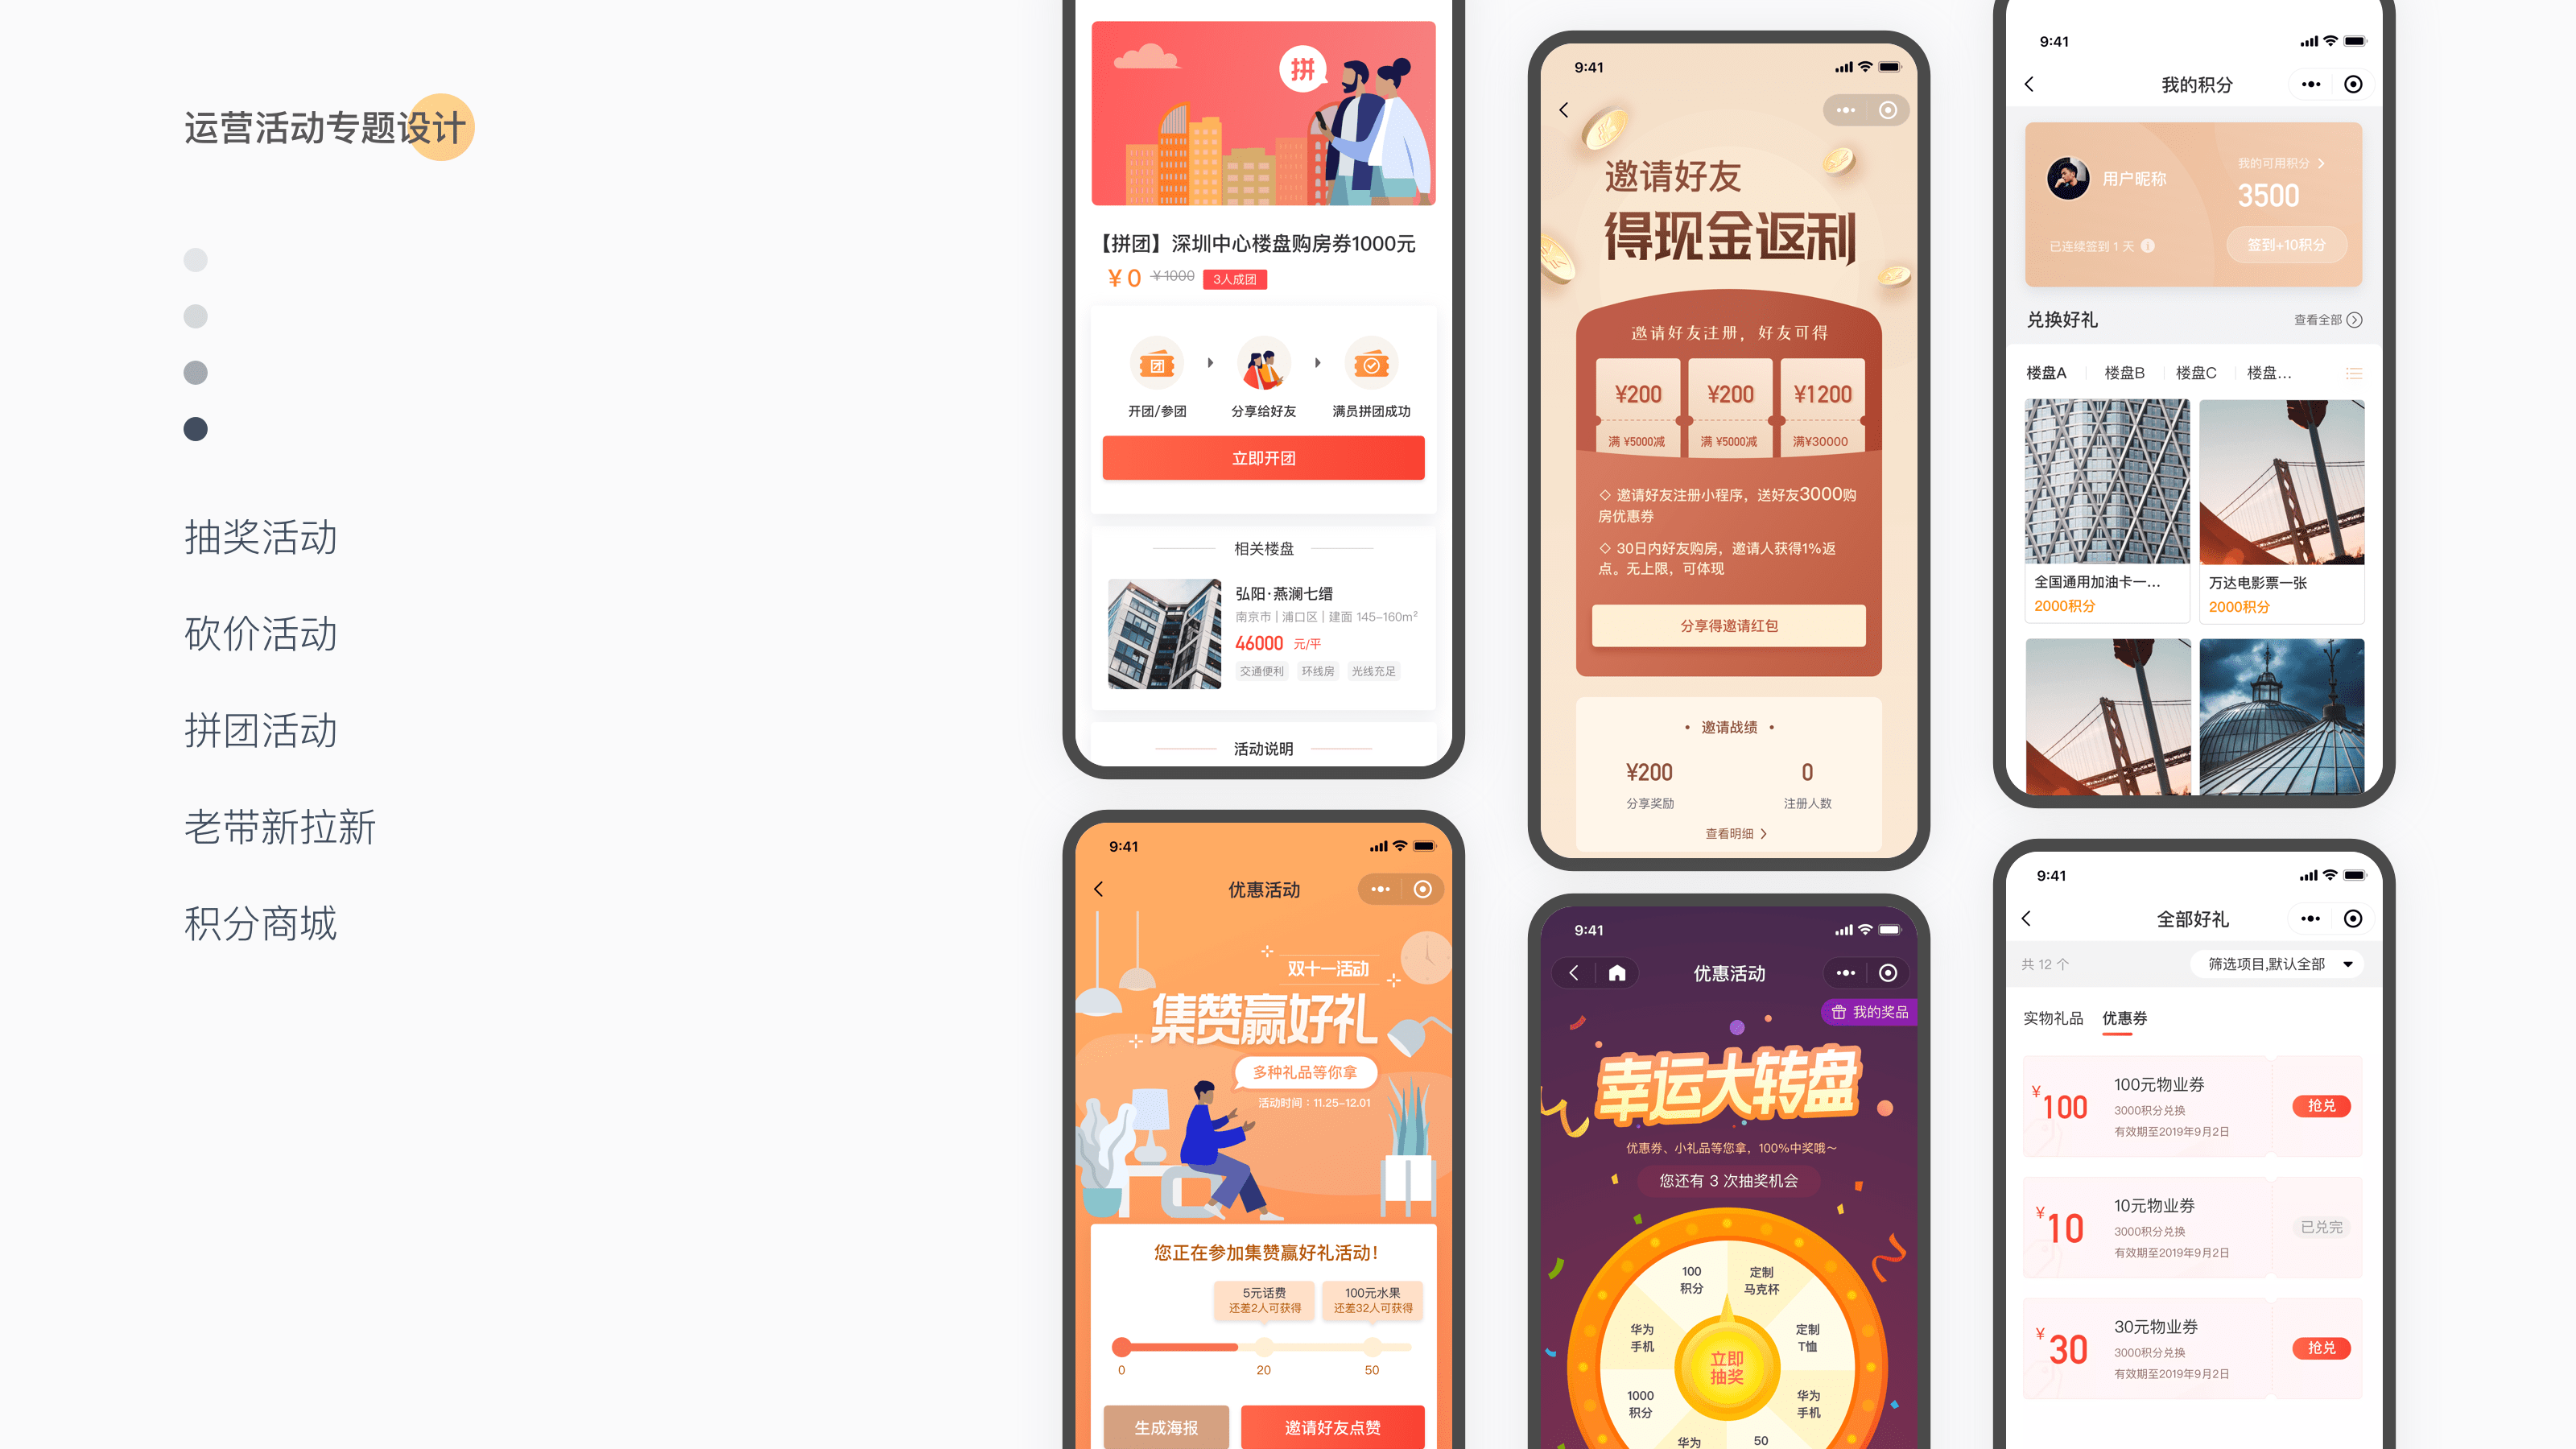 运营活动专题设计
抽奖活动
砍价活动
拼团活动
老带新拉新
积分商城
拼
【拼团】深圳中心楼盘购房券1000元
¥0 ¥1000 3人成团
团
开团/参团 分享给好友 满员拼团成功
立即开团
相关楼盘
弘阳·燕澜七缙
南京市 | 浦口区 | 建面 145-160m²
46000 元/平
交通便利 环线房 光线充足
活动说明
9:41
优惠活动
双十一活动
集赞赢好礼
多种礼品等你拿
活动时间：11.25-12.01
您正在参加集赞赢好礼活动！
5元话费 100元水果
还差2人可获得 还差32人可获得
0 20 50
生成海报 邀请好友点赞
9:41
邀请好友
得现金返利
邀请好友注册，好友可得
¥200 ¥200 ¥1200
满 ¥5000减 满 ¥5000减 满¥30000
◇ 邀请好友注册小程序，送好友3000购
房优惠券
◇ 30日内好友购房，邀请人获得1%返
点。无上限，可体现
分享得邀请红包
• 邀请战绩 •
¥200 0
分享奖励 注册人数
查看明细
9:41
优惠活动
我的奖品
幸运大转盘
优惠券、小礼品等您拿，100%中奖哦～
您还有 3 次抽奖机会
100
积分
定制
马克杯
华为
手机
定制
T恤
立即
抽奖
1000
积分
华为
手机
华为
50
9:41
我的积分
用户昵称
我的可用积分
3500
已连续签到 1 天
签到+10积分
兑换好礼 查看全部
楼盘A 楼盘B 楼盘C 楼盘...
全国通用加油卡一... 万达电影票一张
2000积分 2000积分
9:41
全部好礼
共 12 个 筛选项目,默认全部
实物礼品 优惠券
¥100
100元物业券
3000积分兑换
有效期至2019年9月2日
抢兑
¥10
10元物业券
3000积分兑换
有效期至2019年9月2日
已兑完
¥30
30元物业券
3000积分兑换
有效期至2019年9月2日
抢兑